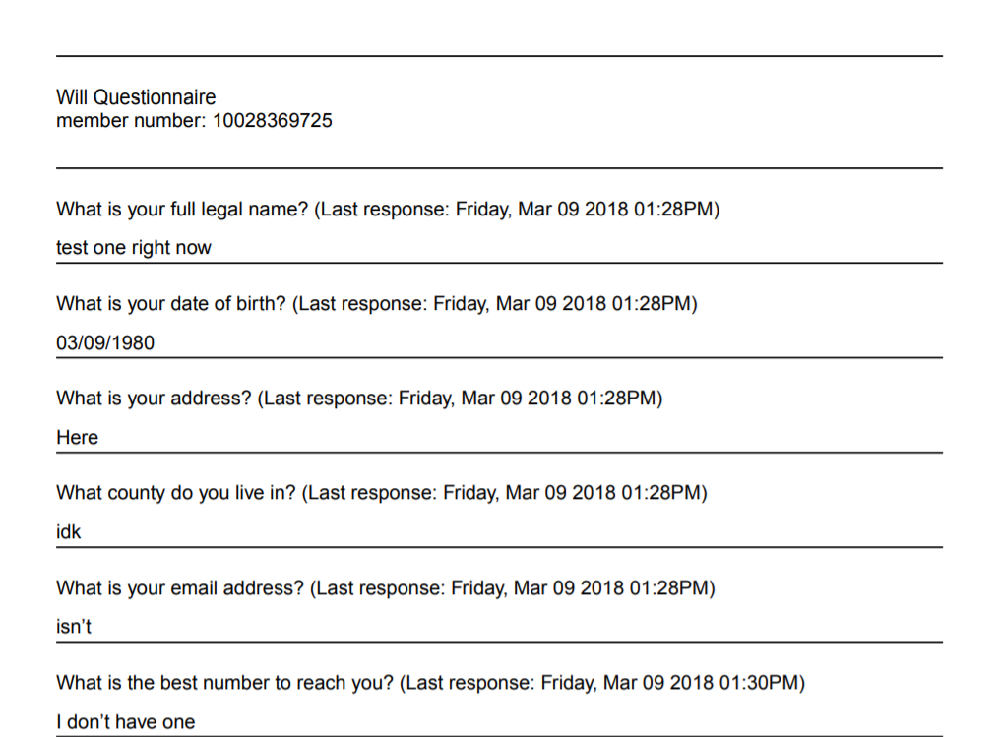 Will Questionnaire
member number: 10028369725
What is your full legal name? (Last response: Friday, Mar 09 2018 01:28PM)
test one right now
What is your date of birth? (Last response: Friday, Mar 09 2018 01:28PM)
03/09/1980
What is your address? (Last response: Friday, Mar 09 2018 01:28PM)
Here
What county do you live in? (Last response: Friday, Mar 09 2018 01:28PM)
idk
What is your email address? (Last response: Friday, Mar 09 2018 01:28PM)
isn’t
What is the best number to reach you? (Last response: Friday, Mar 09 2018 01:30PM)
I don’t have one